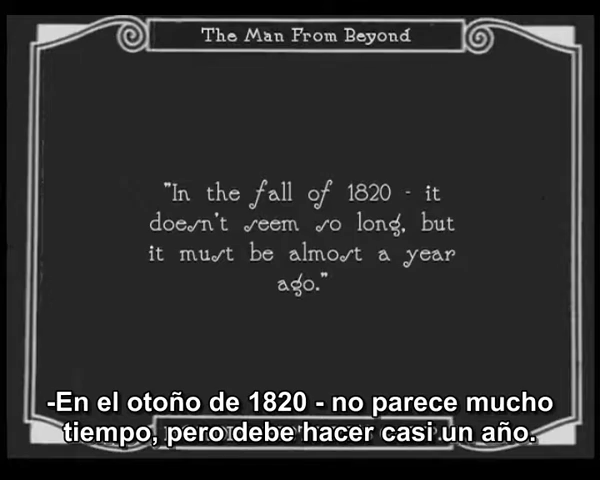 The Man From Beyond
"In the fall of 1820 - it
doesn't seem so long, but
it must be almost a year
ago."
-En el otoño de 1820 - no parece mucho
tiempo, pero debe hacer casi un año.